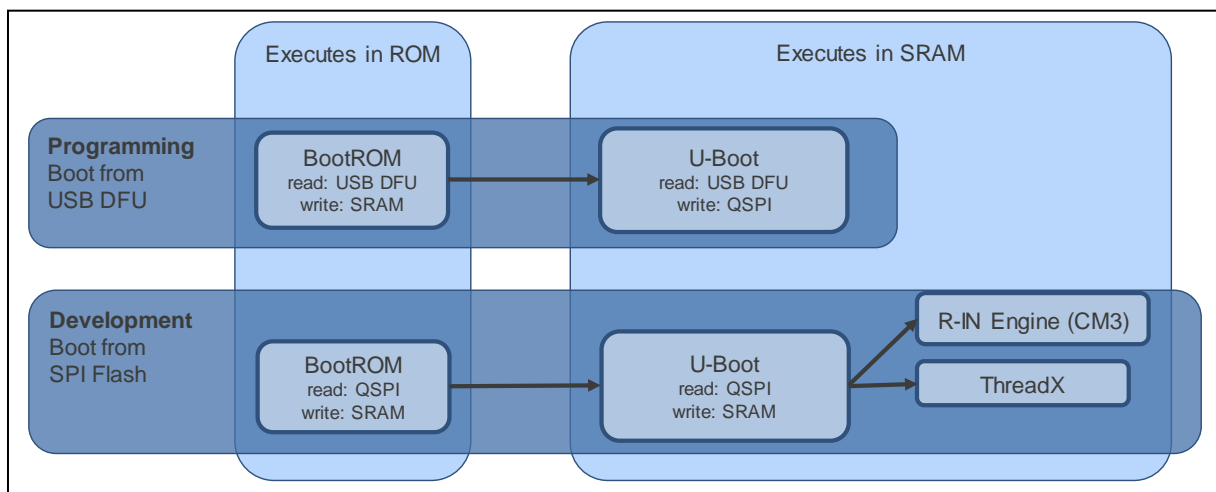 Executes in ROM
Executes in SRAM
Programming
Boot from
USB DFU
BootROM
read: USB DFU
write: SRAM
U-Boot
read: USB DFU
write: QSPI
Development
Boot from
SPI Flash
BootROM
read: QSPI
write: SRAM
U-Boot
read: QSPI
write: SRAM
R-IN Engine (CM3)
ThreadX